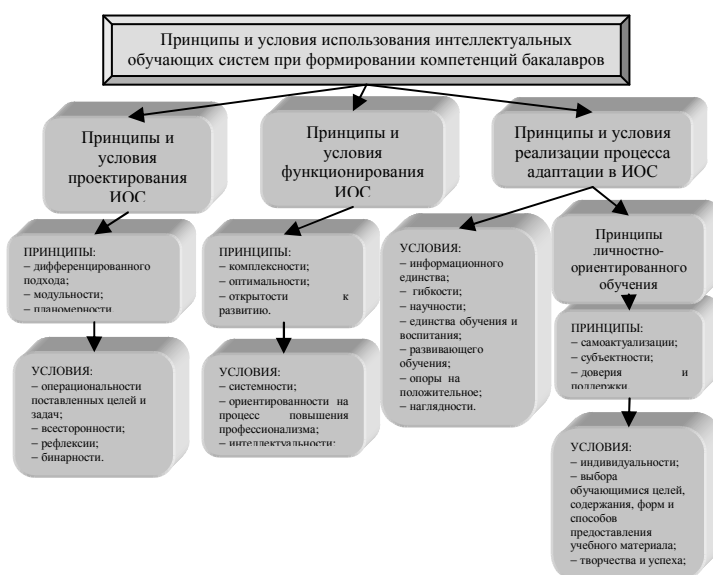 Принципы и условия использования интеллектуальных
обучающих систем при формировании компетенций бакалавров
Принципы и
условия
проектирования
ИОС
Принципы и
условия
функционирования
ИОС
Принципы и условия
реализации процесса
адаптации в ИОС
ПРИНЦИПЫ:
– дифференцированного
подхода;
– модульности;
– планомерности.
ПРИНЦИПЫ:
– комплексности;
– оптимальности;
– открытости к
развитию.
УСЛОВИЯ:
– информационного
единства;
– гибкости;
– научности;
– единства обучения и
воспитания;
– развивающего
обучения;
– опоры на
положительное;
– наглядности.
Принципы
личностно-
ориентированного
обучения
УСЛОВИЯ:
– операциональности
поставленных целей и
задач;
– всесторонности;
– рефлексии;
– бинарности.
УСЛОВИЯ:
– системности;
– ориентированности на
процесс повышения
профессионализма;
– интеллектуальности;
ПРИНЦИПЫ:
– самоактуализации;
– субъектности;
– доверия и
поддержки
УСЛОВИЯ:
– индивидуальности;
– выбора
обучающимися целей,
содержания, форм и
способов
предоставления
учебного материала;
– творчества и успеха;